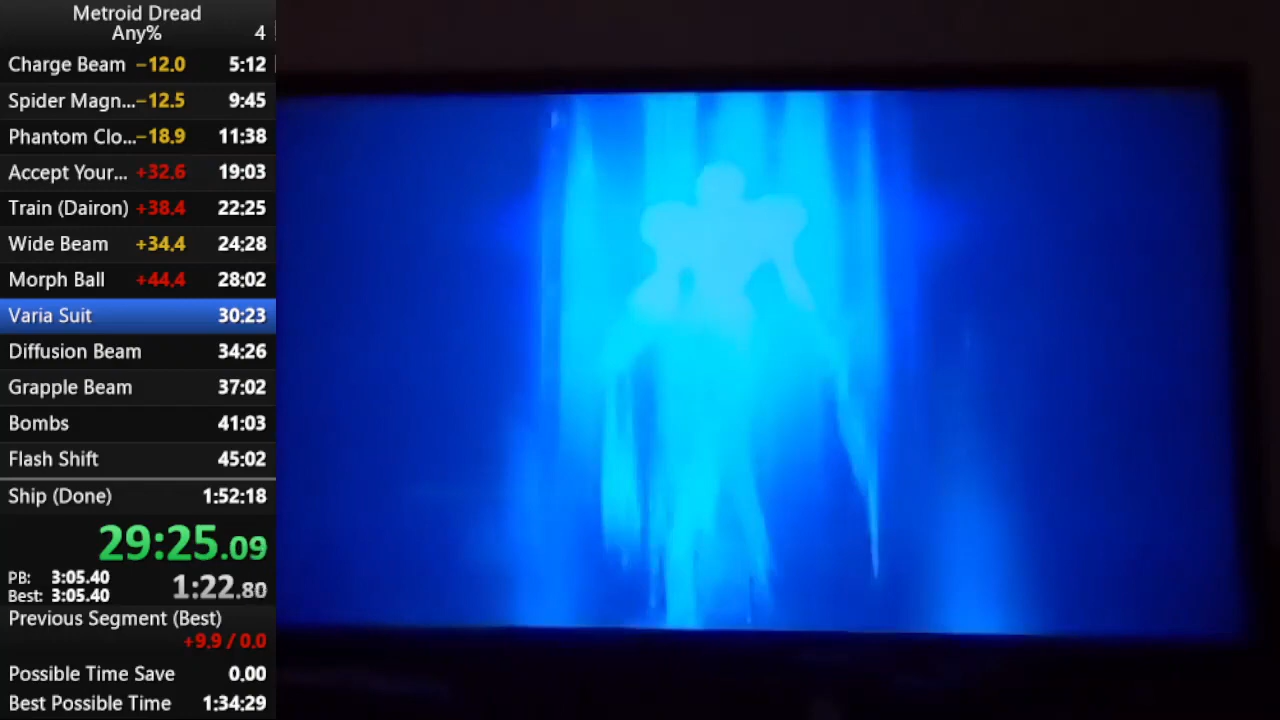 Metroid Dread
Any%
4
Charge Beam -12.0 5:12
Spider Magn... -12.5 9:45
Phantom Clo... -18.9 11:38
Accept Your... +32.6 19:03
Train (Dairon) +38.4 22:25
Wide Beam +34.4 24:28
Morph Ball +44.4 28:02
Varia Suit 30:23
Diffusion Beam 34:26
Grapple Beam 37:02
Bombs 41:03
Flash Shift 45:02
Ship (Done) 1:52:18
29:25.09
PB: 3:05.40
Best: 3:05.40
1:22.80
Previous Segment (Best)
+9.9 / 0.0
Possible Time Save 0.00
Best Possible Time 1:34:29